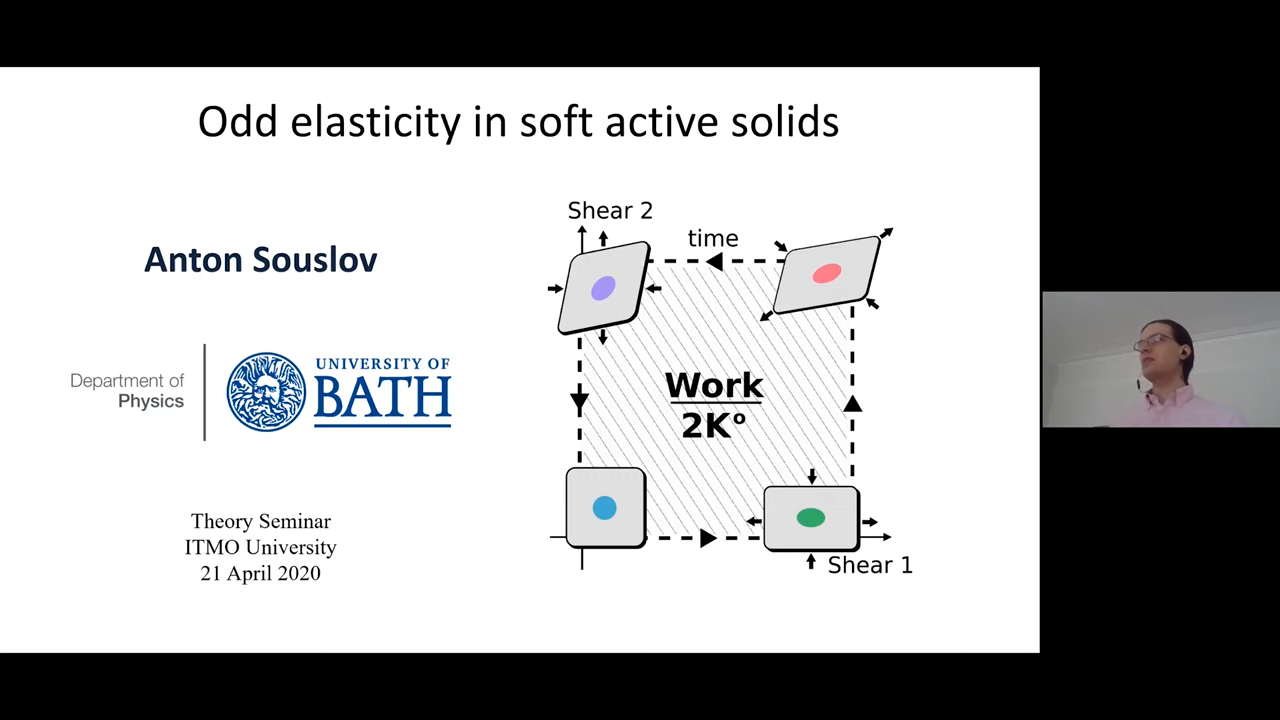 Odd elasticity in soft active solids
Anton Souslov
Department of
Physics
UNIVERSITY OF
BATH
Theory Seminar
ITMO University
21 April 2020
Shear 2
time
Work
2Kᵒ
Shear 1